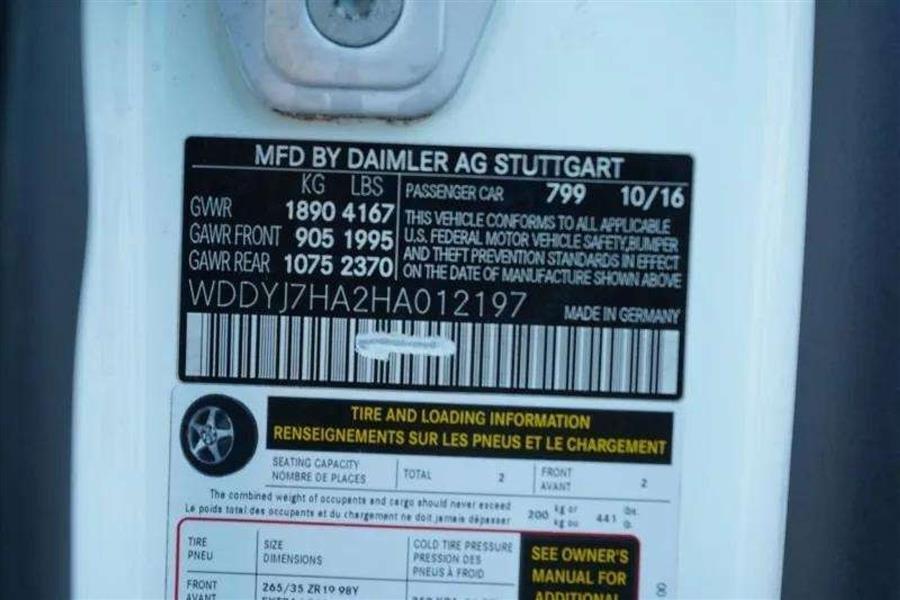 MFD BY DAIMLER AG STUTTGART
KG LBS
GVWR 1890 4167
GAWR FRONT 905 1995
GAWR REAR 1075 2370
PASSENGER CAR 799 10/16
THIS VEHICLE CONFORMS TO ALL APPLICABLE
U.S. FEDERAL MOTOR VEHICLE SAFETY,BUMPER
AND THEFT PREVENTION STANDARDS IN EFFECT
ON THE DATE OF MANUFACTURE SHOWN ABOVE
WDDYJ7HA2HA012197
MADE IN GERMANY
TIRE AND LOADING INFORMATION
RENSEIGNEMENTS SUR LES PNEUS ET LE CHARGEMENT
SEATING CAPACITY
NOMBRE DE PLACES
TOTAL 2
FRONT
AVANT
2
The combined weight of occupants and cargo should never exceed
Le poids total des occupants et du chargement ne doit jamais dépasser
200 kg or
kg ou
441 lbs.
lb.
TIRE
PNEU
SIZE
DIMENSIONS
COLD TIRE PRESSURE
PRESSION DES
PNEUS À FROID
SEE OWNER'S
MANUAL FOR
ADDITIONAL
FRONT
AVANT
265/35 ZR19 98Y